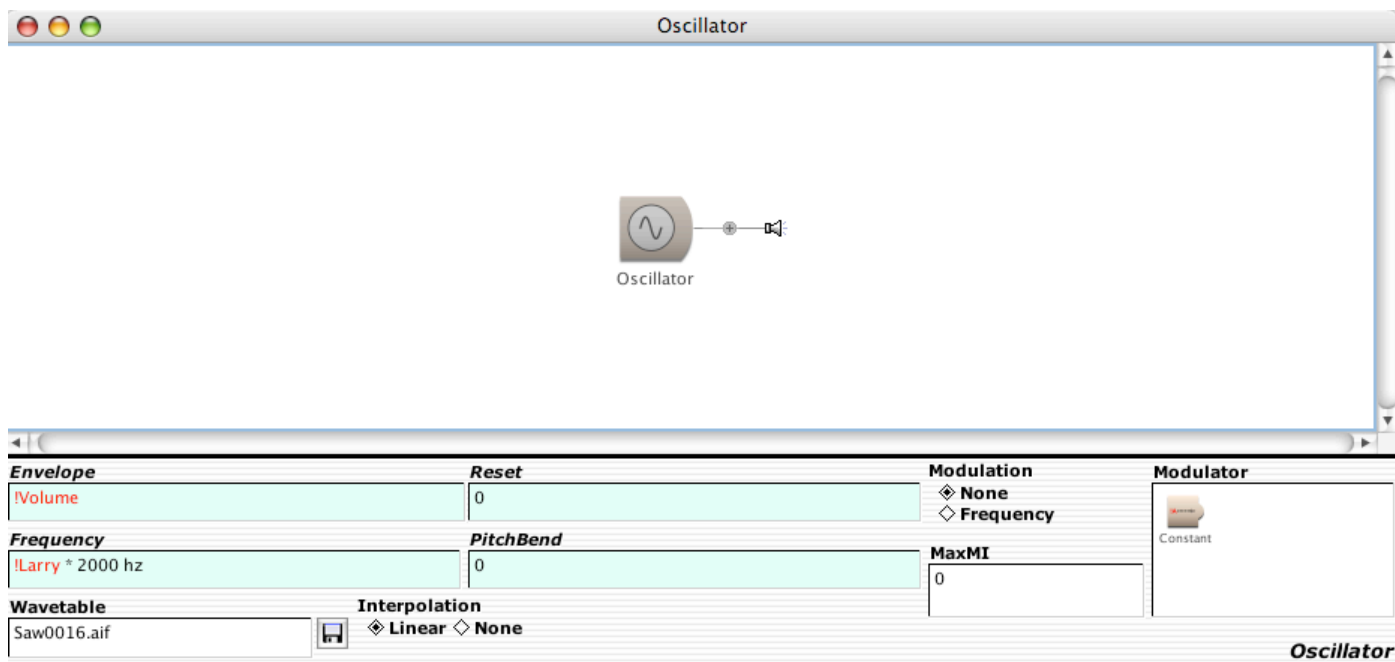 Oscillator
Oscillator
Envelope
!Volume
Reset
0
Modulation
None
Frequency
Modulator
Constant
Frequency
!Larry * 2000 hz
PitchBend
0
MaxMI
0
Wavetable
Saw0016.aif
Interpolation
Linear None
Oscillator